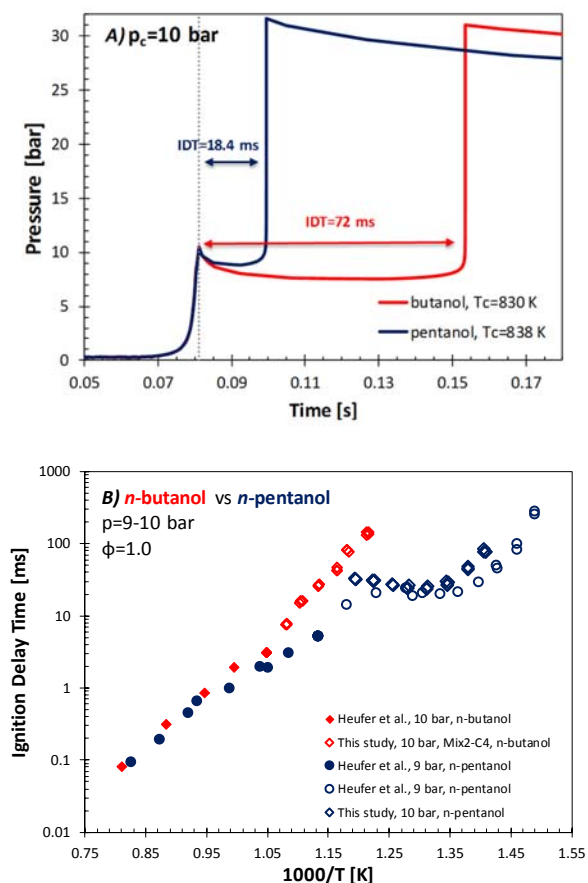 A) pc=10 bar
30
25
20
15
10
5
0
Pressure [bar]
IDT=18.4 ms
IDT=72 ms
butanol, Tc=830 K
pentanol, Tc=838 K
0.05 0.07 0.09 0.11 0.13 0.15 0.17
Time [s]
B) n-butanol vs n-pentanol
p=9-10 bar
ϕ=1.0
1000
100
10
1
0.1
0.01
Ignition Delay Time [ms]
Heufer et al., 10 bar, n-butanol
This study, 10 bar, Mix2-C4, n-butanol
Heufer et al., 9 bar, n-pentanol
Heufer et al., 9 bar, n-pentanol
This study, 10 bar, n-pentanol
0.75 0.85 0.95 1.05 1.15 1.25 1.35 1.45 1.55
1000/T [K]